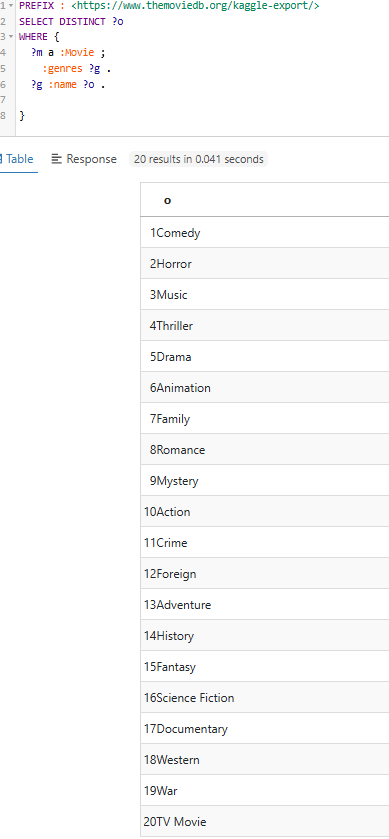 1 PREFIX : <https://www.themoviedb.org/kaggle-export/>
2 SELECT DISTINCT ?o
3 WHERE {
4 ?m a :Movie ;
5 :genres ?g .
6 ?g :name ?o .
7
8 }
Table Response 20 results in 0.041 seconds
o
1Comedy
2Horror
3Music
4Thriller
5Drama
6Animation
7Family
8Romance
9Mystery
10Action
11Crime
12Foreign
13Adventure
14History
15Fantasy
16Science Fiction
17Documentary
18Western
19War
20TV Movie